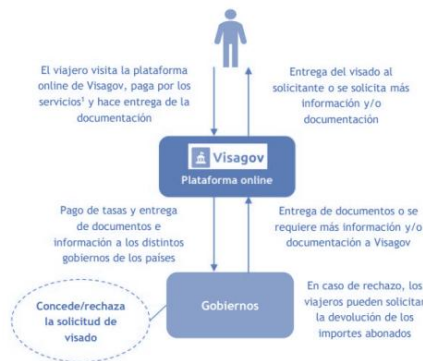 El viajero visita la plataforma
online de Visagov, paga por los
servicios¹ y hace entrega de la
documentación
Entrega del visado al
solicitante o se solicita más
información y/o
documentación
Visagov
Plataforma online
Pago de tasas y entrega
de documentos e
información a los distintos
gobiernos de los países
Entrega de documentos o se
requiere más información y/o
documentación a Visagov
Concede/rechaza
la solicitud de
visado
Gobiernos
En caso de rechazo, los
viajeros pueden solicitar
la devolución de los
importes abonados